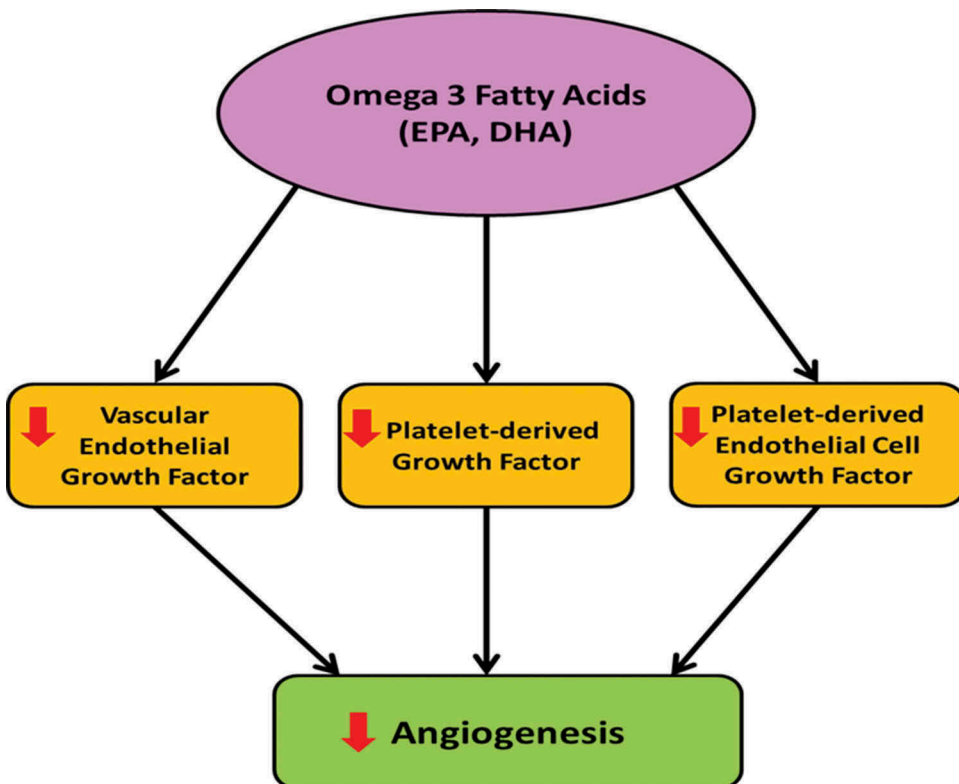 Omega 3 Fatty Acids
(EPA, DHA)
Vascular
Endothelial
Growth Factor
Platelet-derived
Growth Factor
Platelet-derived
Endothelial Cell
Growth Factor
Angiogenesis